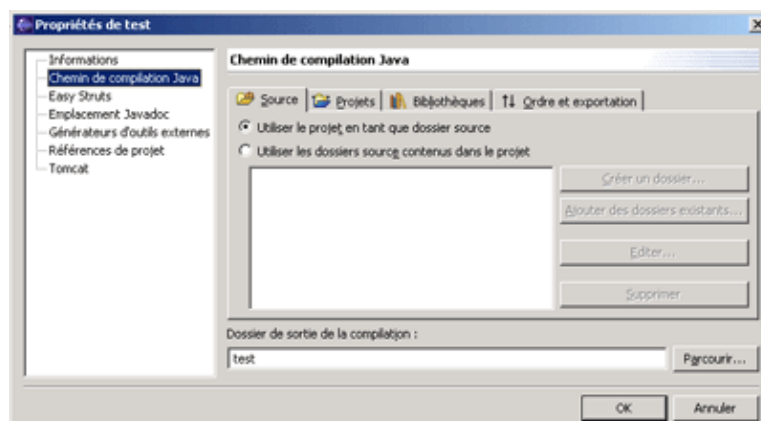 Propriétés de test
Informations
Chemin de compilation Java
Easy Struts
Emplacement Javadoc
Générateurs d'outils externes
Références de projet
Tomcat
Chemin de compilation Java
Source Projets Bibliothèques Ordre et exportation
Utiliser le projet en tant que dossier source
Utiliser les dossiers source contenus dans le projet
Créer un dossier...
Ajouter des dossiers existants...
Editer...
Supprimer
Dossier de sortie de la compilation :
test
Parcourir...
OK Annuler